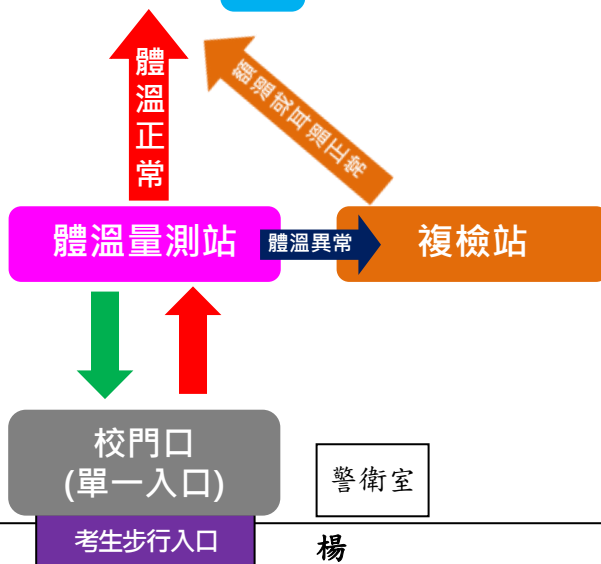 體溫正常
額溫或耳溫正常
體溫量測站
體溫異常
複檢站
校門口
(單一入口)
警衛室
考生步行入口
楊